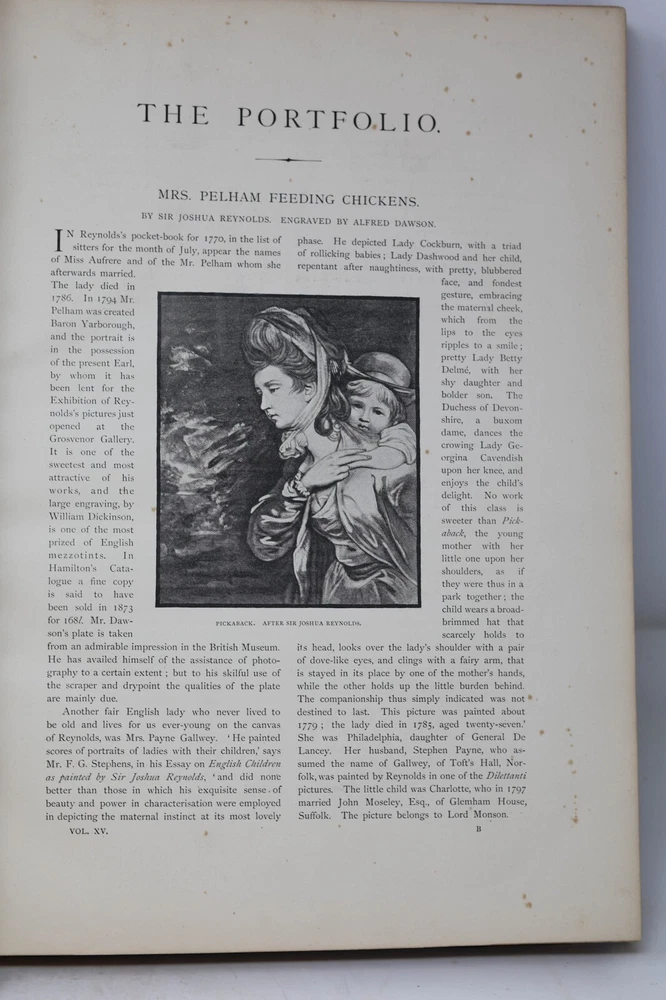 THE PORTFOLIO.
MRS. PELHAM FEEDING CHICKENS.
BY SIR JOSHUA REYNOLDS. ENGRAVED BY ALFRED DAWSON.
IN Reynolds's pocket-book for 1770, in the list of
sitters for the month of July, appear the names
of Miss Aufrere and of the Mr. Pelham whom she
afterwards married.
The lady died in
1786. In 1794 Mr.
Pelham was created
Baron Yarborough,
and the portrait is
in the possession
of the present Earl,
by whom it has
been lent for the
Exhibition of Rey-
nolds's pictures just
opened at the
Grosvenor Gallery.
It is one of the
sweetest and most
attractive of his
works, and the
large engraving, by
William Dickinson,
is one of the most
prized of English
mezzotints. In
Hamilton's Cata-
logue a fine copy
is said to have
been sold in 1873
for 168l. Mr. Daw-
son's plate is taken
from an admirable impression in the British Museum.
He has availed himself of the assistance of photo-
graphy to a certain extent; but to his skilful use of
the scraper and drypoint the qualities of the plate
are mainly due.
Another fair English lady who never lived to
be old and lives for us ever-young on the canvas
of Reynolds, was Mrs. Payne Gallwey. 'He painted
scores of portraits of ladies with their children,' says
Mr. F. G. Stephens, in his Essay on English Children
as painted by Sir Joshua Reynolds, 'and did none
better than those in which his exquisite sense of
beauty and power in characterisation were employed
in depicting the maternal instinct at its most lovely
phase. He depicted Lady Cockburn, with a triad
of rollicking babies; Lady Dashwood and her child,
repentant after naughtiness, with pretty, blubbered
face, and fondest
gesture, embracing
the maternal cheek,
which from the
lips to the eyes
ripples to a smile;
pretty Lady Betty
Delmé, with her
shy daughter and
bolder son. The
Duchess of Devon-
shire, a buxom
dame, dances the
crowing Lady Ge-
orgina Cavendish
upon her knee, and
enjoys the child's
delight. No work
of this class is
sweeter than Pick-
aback, the young
mother with her
little one upon her
shoulders, as if
they were thus in a
park together; the
child wears a broad-
brimmed hat that
scarcely holds to
its head, looks over the lady's shoulder with a pair
of dove-like eyes, and clings with a fairy arm, that
is stayed in its place by one of the mother's hands,
while the other holds up the little burden behind.
The companionship thus simply indicated was not
destined to last. This picture was painted about
1779; the lady died in 1785, aged twenty-seven.'
She was Philadelphia, daughter of General De
Lancey. Her husband, Stephen Payne, who as-
sumed the name of Gallwey, of Toft's Hall, Nor-
folk, was painted by Reynolds in one of the Dilettanti
pictures. The little child was Charlotte, who in 1797
married John Moseley, Esq., of Glemham House,
Suffolk. The picture belongs to Lord Monson.
PICKABACK. AFTER SIR JOSHUA REYNOLDS.
VOL. XV.
B